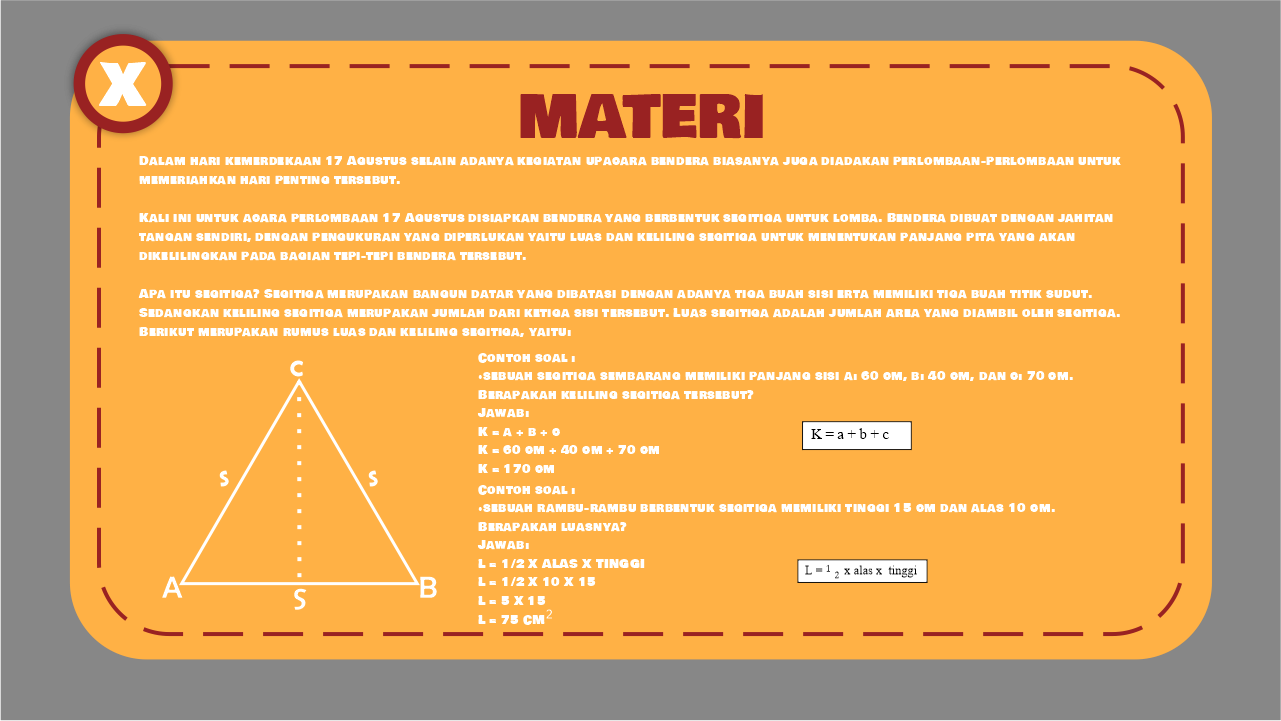 X
MATERI
Dalam hari kemerdekaan 17 Agustus selain adanya kegiatan upacara bendera biasanya juga diadakan perlombaan-perlombaan untuk
memeriahkan hari penting tersebut.
Kali ini untuk acara perlombaan 17 Agustus disiapkan bendera yang berbentuk segitiga untuk lomba. Bendera dibuat dengan jahitan
tangan sendiri, dengan pengukuran yang diperlukan yaitu luas dan keliling segitiga untuk menentukan panjang pita yang akan
dikelilingkan pada bagian tepi-tepi bendera tersebut.
Apa itu segitiga? Segitiga merupakan bangun datar yang dibatasi dengan adanya tiga buah sisi erta memiliki tiga buah titik sudut.
Sedangkan keliling segitiga merupakan jumlah dari ketiga sisi tersebut. Luas segitiga adalah jumlah area yang diambil oleh segitiga.
Berikut merupakan rumus luas dan keliling segitiga, yaitu:
C
S
S
A
B
S
Contoh soal :
•sebuah segitiga sembarang memiliki panjang sisi a: 60 cm, b: 40 cm, dan c: 70 cm.
Berapakah keliling segitiga tersebut?
Jawab:
K = a + b + c
K = 60 cm + 40 cm + 70 cm
K = 170 cm
K = a + b + c
Contoh soal :
•sebuah rambu-rambu berbentuk segitiga memiliki tinggi 15 cm dan alas 10 cm.
Berapakah luasnya?
Jawab:
L = 1/2 x alas x tinggi
L = 1/2 x 10 x 15
L = 5 x 15
L = 75 CM²
L = ¹ ₂ x alas x tinggi